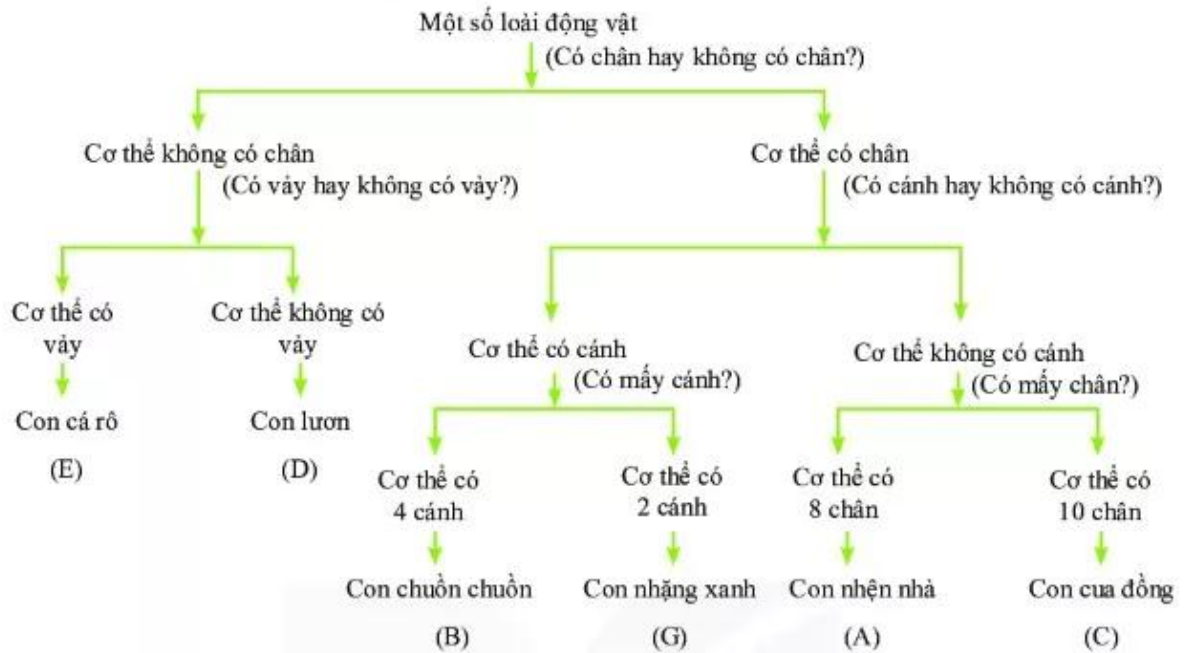 Một số loài động vật
(Có chân hay không có chân?)
Cơ thể không có chân
(Có vảy hay không có vảy?)
Cơ thể có chân
(Có cánh hay không có cánh?)
Cơ thể có
vảy
Cơ thể không có
vảy
Con cá rô
(E)
Con lươn
(D)
Cơ thể có cánh
(Có mấy cánh?)
Cơ thể không có cánh
(Có mấy chân?)
Cơ thể có
4 cánh
Cơ thể có
2 cánh
Cơ thể có
8 chân
Cơ thể có
10 chân
Con chuồn chuồn
Con nhặng xanh
Con nhện nhà
Con cua đồng
(B)
(G)
(A)
(C)